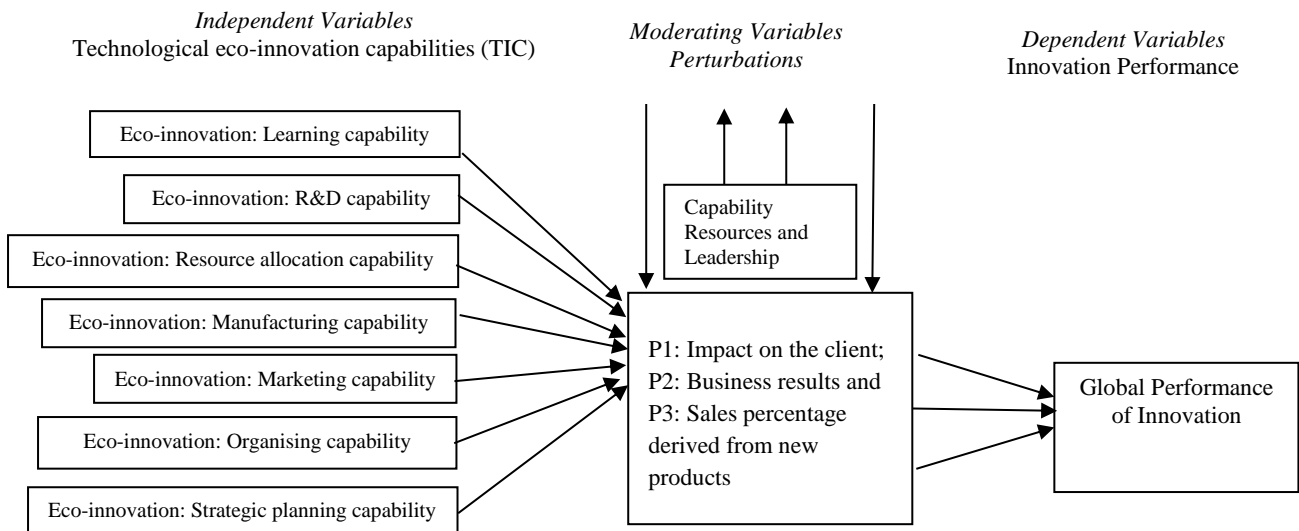 Independent Variables
Technological eco-innovation capabilities (TIC)
Moderating Variables
Perturbations
Dependent Variables
Innovation Performance
Eco-innovation: Learning capability
Eco-innovation: R&D capability
Eco-innovation: Resource allocation capability
Eco-innovation: Manufacturing capability
Eco-innovation: Marketing capability
Eco-innovation: Organising capability
Eco-innovation: Strategic planning capability
Capability
Resources and
Leadership
P1: Impact on the client;
P2: Business results and
P3: Sales percentage
derived from new
products
Global Performance
of Innovation